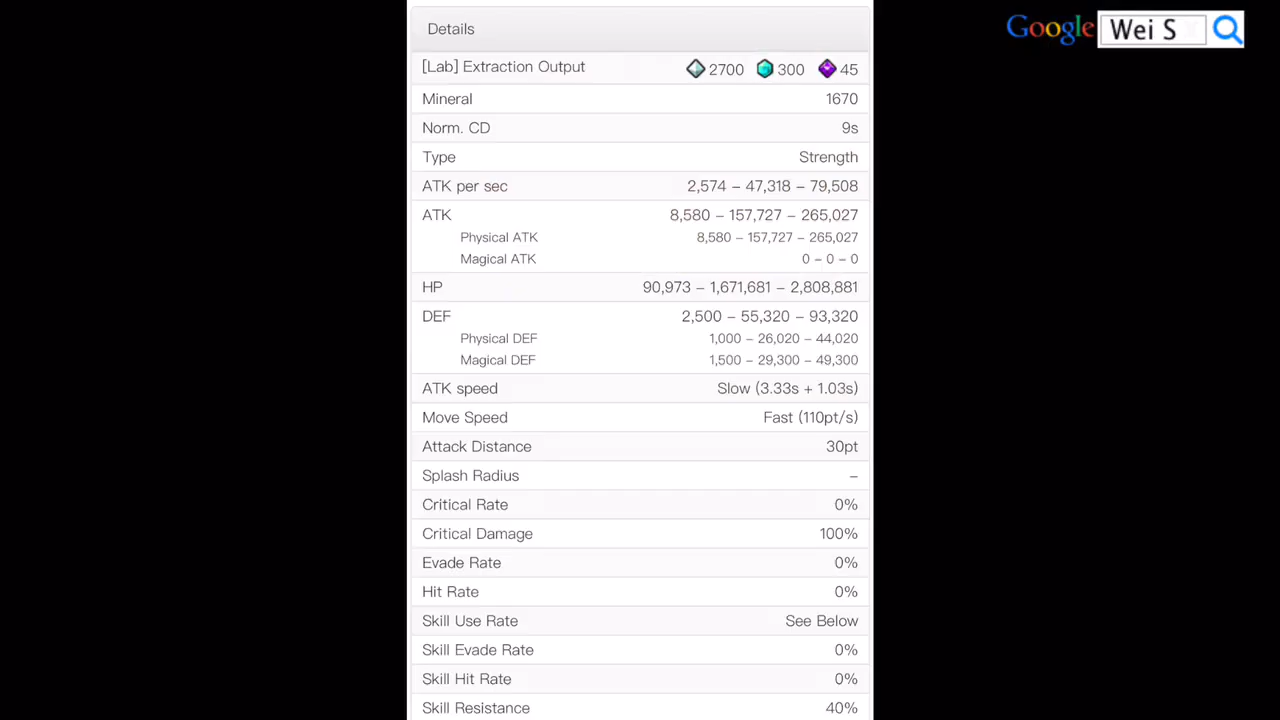 Details
Google Wei S
[Lab] Extraction Output 2700 300 45
Mineral 1670
Norm. CD 9s
Type Strength
ATK per sec 2,574 – 47,318 – 79,508
ATK 8,580 – 157,727 – 265,027
Physical ATK 8,580 – 157,727 – 265,027
Magical ATK 0 – 0 – 0
HP 90,973 – 1,671,681 – 2,808,881
DEF 2,500 – 55,320 – 93,320
Physical DEF 1,000 – 26,020 – 44,020
Magical DEF 1,500 – 29,300 – 49,300
ATK speed Slow (3.33s + 1.03s)
Move Speed Fast (110pt/s)
Attack Distance 30pt
Splash Radius –
Critical Rate 0%
Critical Damage 100%
Evade Rate 0%
Hit Rate 0%
Skill Use Rate See Below
Skill Evade Rate 0%
Skill Hit Rate 0%
Skill Resistance 40%